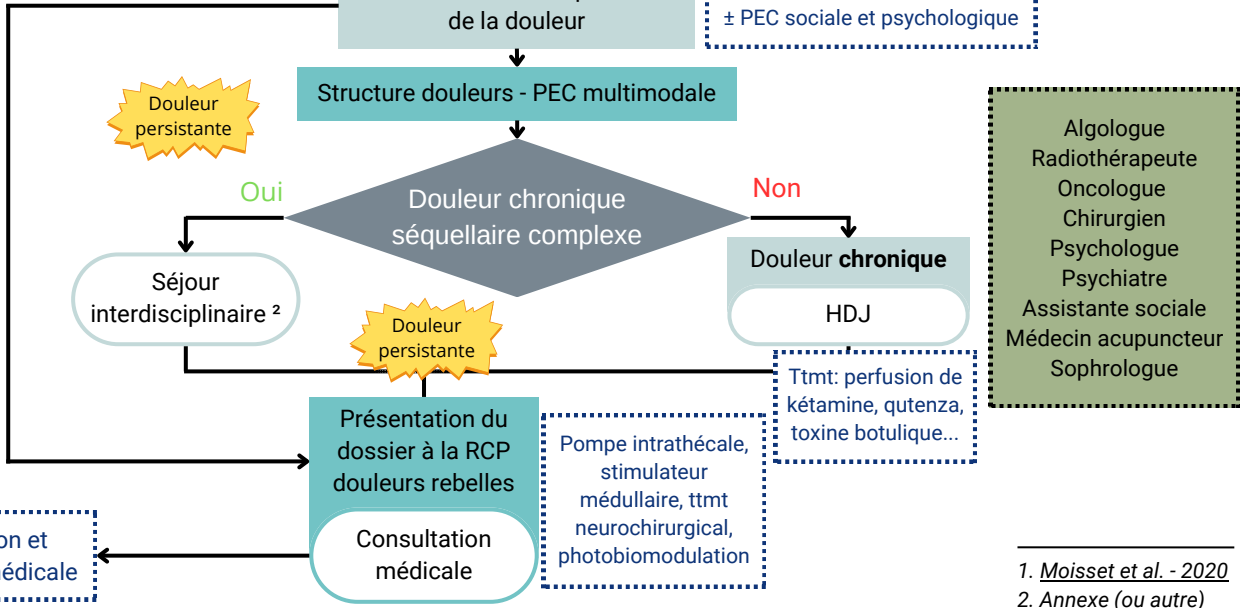 de la douleur
± PEC sociale et psychologique
Structure douleurs - PEC multimodale
Douleur
persistante
Oui
Douleur chronique
séquellaire complexe
Non
Séjour
interdisciplinaire ²
Douleur chronique
HDJ
Algologue
Radiothérapeute
Oncologue
Chirurgien
Psychologue
Psychiatre
Assistante sociale
Médecin acupuncteur
Sophrologue
Douleur
persistante
Ttmt: perfusion de
kétamine, qutenza,
toxine botulique...
Présentation du
dossier à la RCP
douleurs rebelles
Consultation
médicale
Pompe intrathécale,
stimulateur
médullaire, ttmt
neurochirurgical,
photobiomodulation
et
1. Moisset et al. - 2020
2. Annexe (ou autre)